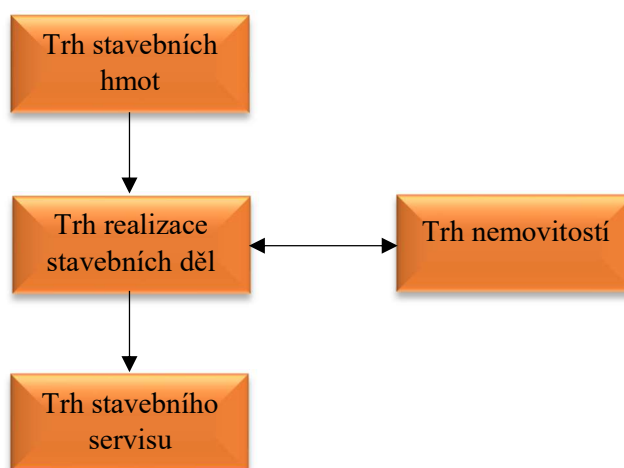 Trh stavebních
hmot
Trh realizace
stavebních děl
Trh nemovitostí
Trh stavebního
servisu